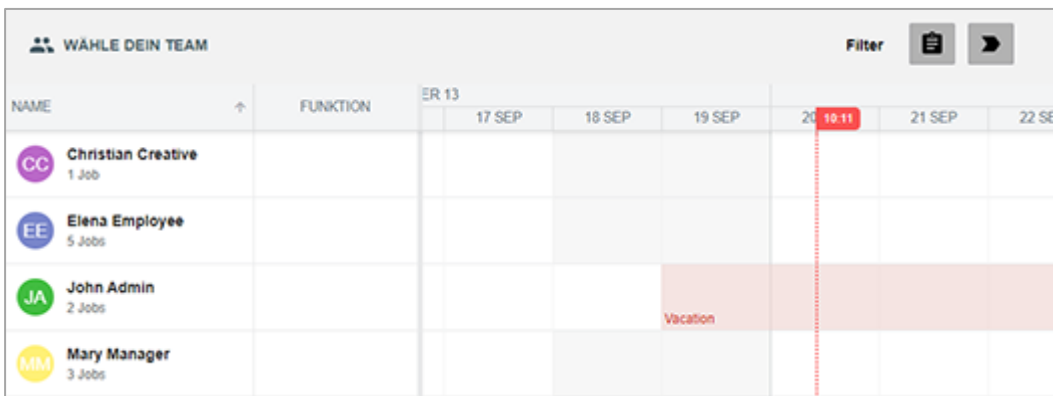 WÄHLE DEIN TEAM
Filter
NAME
FUNKTION
ER 13
17 SEP
18 SEP
19 SEP
20
10:11
21 SEP
22 SE
CC
Christian Creative
1 Job
EE
Elena Employee
5 Jobs
JA
John Admin
2 Jobs
Vacation
MM
Mary Manager
3 Jobs